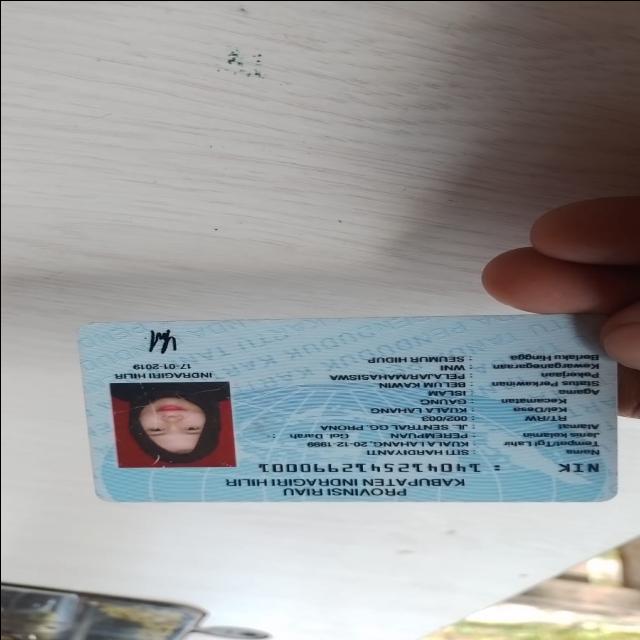 PROVINSI RIAU
KABUPATEN INDRAGIRI HILIR
NIK : 1404125412990001
Nama : SITI HARDIYANTI
Tempat/Tgl Lahir : KUALA LAHANG, 20-12-1999
Jenis kelamin : PEREMPUAN Gol. Darah :
Alamat : JL. SENTRAL GG. PHONA
RT/RW : 002/003
Kel/Desa : KUALA LAHANG
Kecamatan : GAUNG
Agama : ISLAM
Status Perkawinan : BELUM KAWIN
Pekerjaan : PELAJAR/MAHASISWA
Kewarganegaraan : WNI
Berlaku Hingga : SEUMUR HIDUP
INDRAGIRI HILIR
17-01-2019